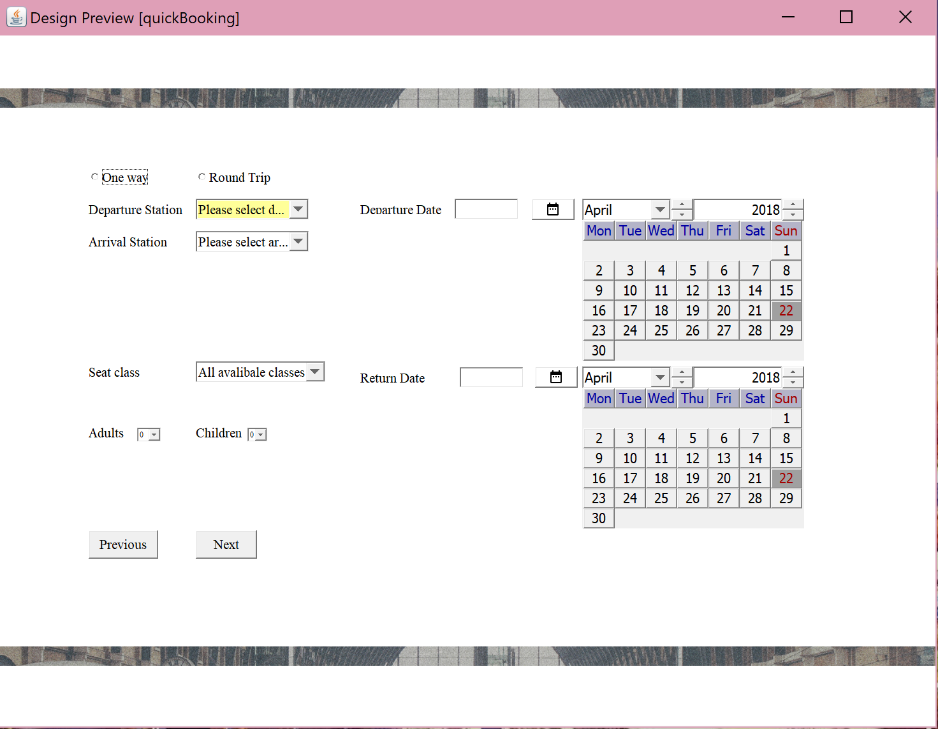 Design Preview [quickBooking]
One way Round Trip
Departure Station Please select d... Departure Date April 2018
Mon Tue Wed Thu Fri Sat Sun
Arrival Station Please select ar...
1
2 3 4 5 6 7 8
9 10 11 12 13 14 15
16 17 18 19 20 21 22
23 24 25 26 27 28 29
30
Seat class All avalibale classes Return Date April 2018
Mon Tue Wed Thu Fri Sat Sun
1
Adults 0 Children 0
2 3 4 5 6 7 8
9 10 11 12 13 14 15
16 17 18 19 20 21 22
23 24 25 26 27 28 29
30
Previous Next